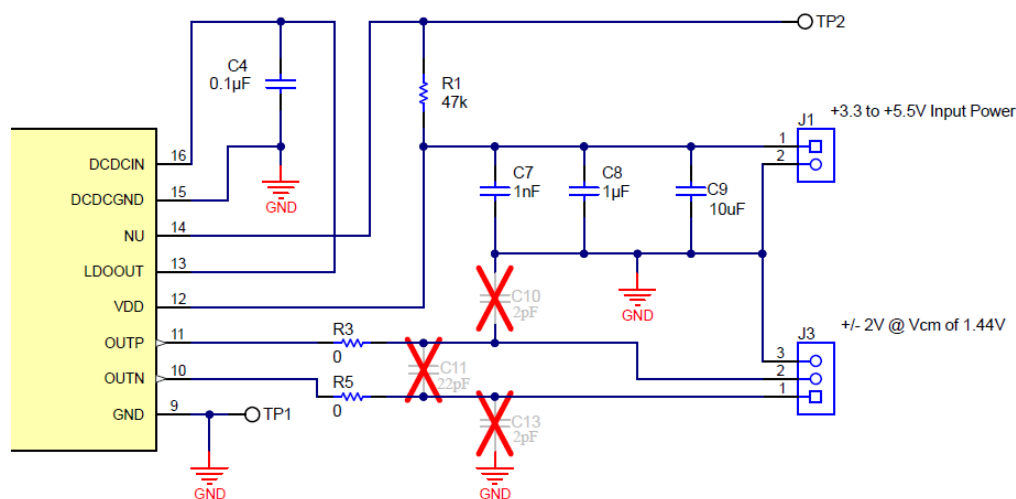 TP2
C4
0.1µF
R1
47k
J1
+3.3 to +5.5V Input Power
1
2
DCDCIN
16
GND
C7
1nF
C8
1µF
C9
10uF
DCDCGND
15
NU
14
LDOOUT
13
GND
C10
2pF
VDD
12
+/- 2V @ Vcm of 1.44V
OUTP
11
R3
0
J3
3
2
1
C11
22pF
OUTN
10
R5
0
GND
9
TP1
C13
2pF
GND
GND